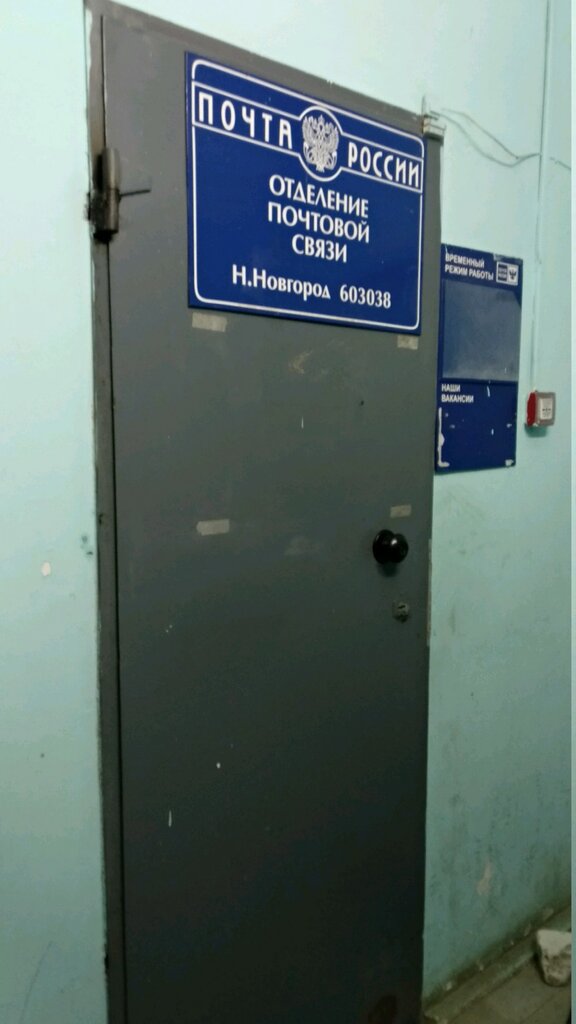 ПОЧТА РОССИИ
ОТДЕЛЕНИЕ
ПОЧТОВОЙ
СВЯЗИ
Н.Новгород 603038
ВРЕМЕННЫЙ
РЕЖИМ РАБОТЫ
НАШИ
ВАКАНСИИ